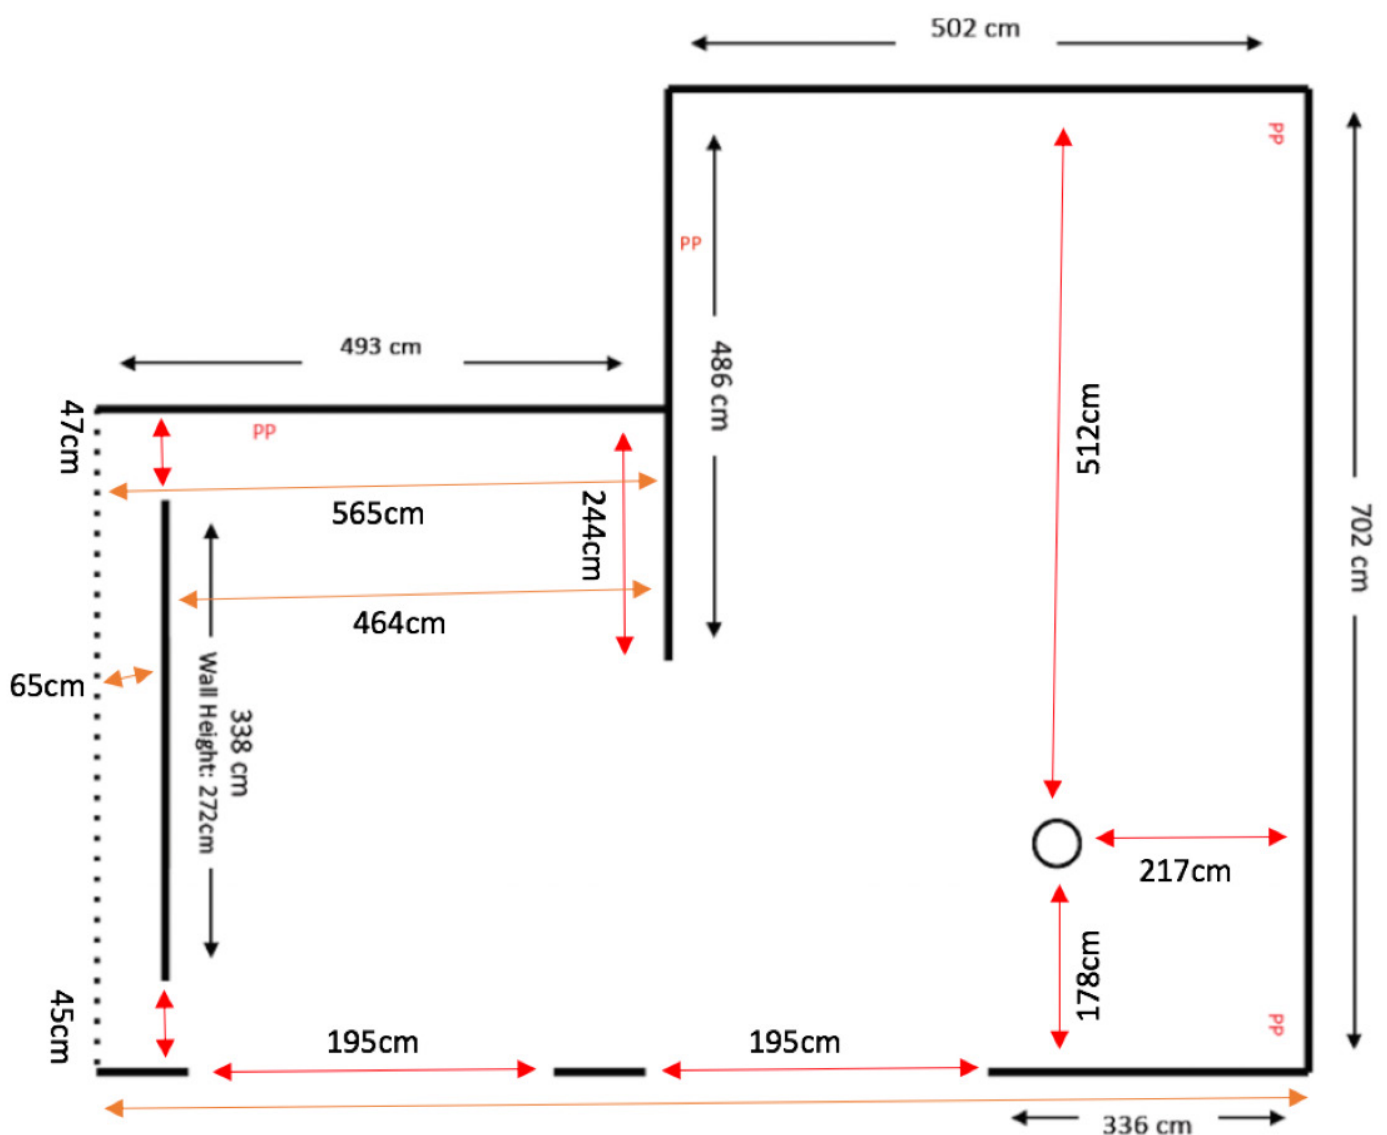 502 cm
PP
PP
493 cm
486 cm
47cm
PP
512cm
565cm
244cm
702 cm
464cm
65cm
338 cm
Wall Height: 272cm
217cm
178cm
45cm
195cm
195cm
PP
336 cm